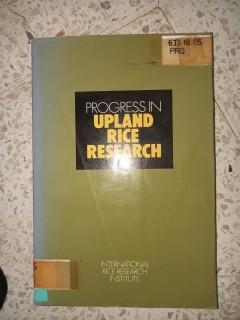 633.18-05
PRO
PROGRESS IN
UPLAND
RICE
RESEARCH
INTERNATIONAL
RICE RESEARCH
INSTITUTE